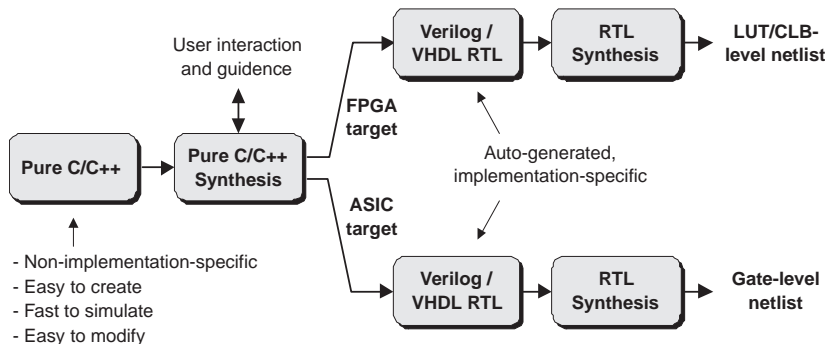 User interaction
and guidence
Pure C/C++
Pure C/C++
Synthesis
FPGA
target
Verilog /
VHDL RTL
RTL
Synthesis
LUT/CLB-
level netlist
Auto-generated,
implementation-specific
ASIC
target
Verilog /
VHDL RTL
RTL
Synthesis
Gate-level
netlist
- Non-implementation-specific
- Easy to create
- Fast to simulate
- Easy to modify